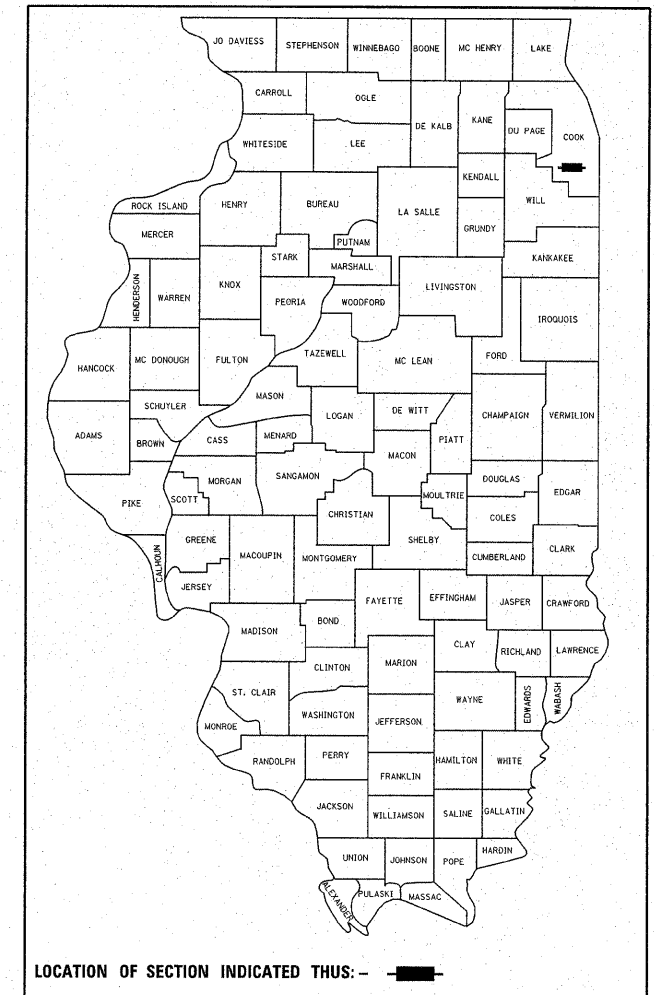 JO DAVIESS STEPHENSON WINNEBAGO BOONE MC HENRY LAKE
CARROLL OGLE DE KALB KANE DU PAGE COOK
WHITESIDE LEE
KENDALL WILL
ROCK ISLAND HENRY BUREAU LA SALLE
MERCER PUTNAM GRUNDY
STARK MARSHALL KANKAKEE
HENDERSON WARREN KNOX PEORIA WOODFORD LIVINGSTON IROQUOIS
HANCOCK MC DONOUGH FULTON TAZEWELL MC LEAN FORD
MASON
SCHUYLER LOGAN DE WITT CHAMPAIGN VERMILION
ADAMS BROWN CASS MENARD MACON PIATT
PIKE SCOTT MORGAN SANGAMON MOULTRIE DOUGLAS EDGAR
CHRISTIAN COLES
GREENE SHELBY
CALHOUN MACOUPIN MONTGOMERY CUMBERLAND CLARK
JERSEY
FAYETTE EFFINGHAM JASPER CRAWFORD
MADISON BOND
CLAY RICHLAND LAWRENCE
CLINTON MARION
ST. CLAIR WAYNE EDWARDS WABASH
MONROE WASHINGTON JEFFERSON
RANDOLPH PERRY HAMILTON WHITE
FRANKLIN
JACKSON WILLIAMSON SALINE GALLATIN
UNION JOHNSON POPE HARDIN
ALEXANDER PULASKI MASSAC
LOCATION OF SECTION INDICATED THUS: –